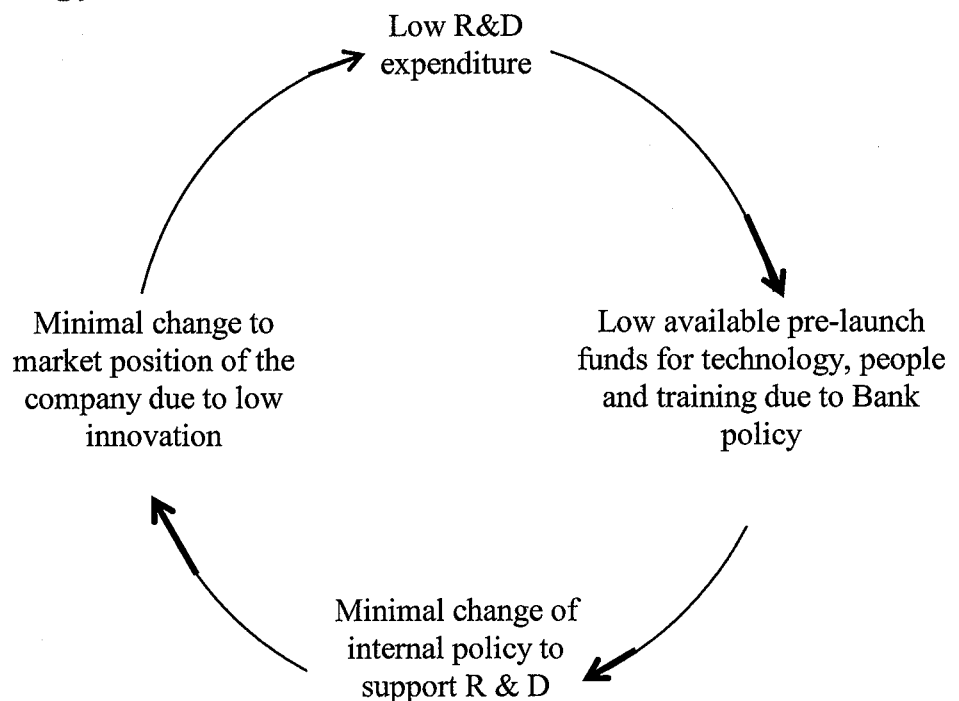 Low R&D
expenditure
Low available pre-launch
funds for technology, people
and training due to Bank
policy
Minimal change of
internal policy to
support R & D
Minimal change to
market position of the
company due to low
innovation